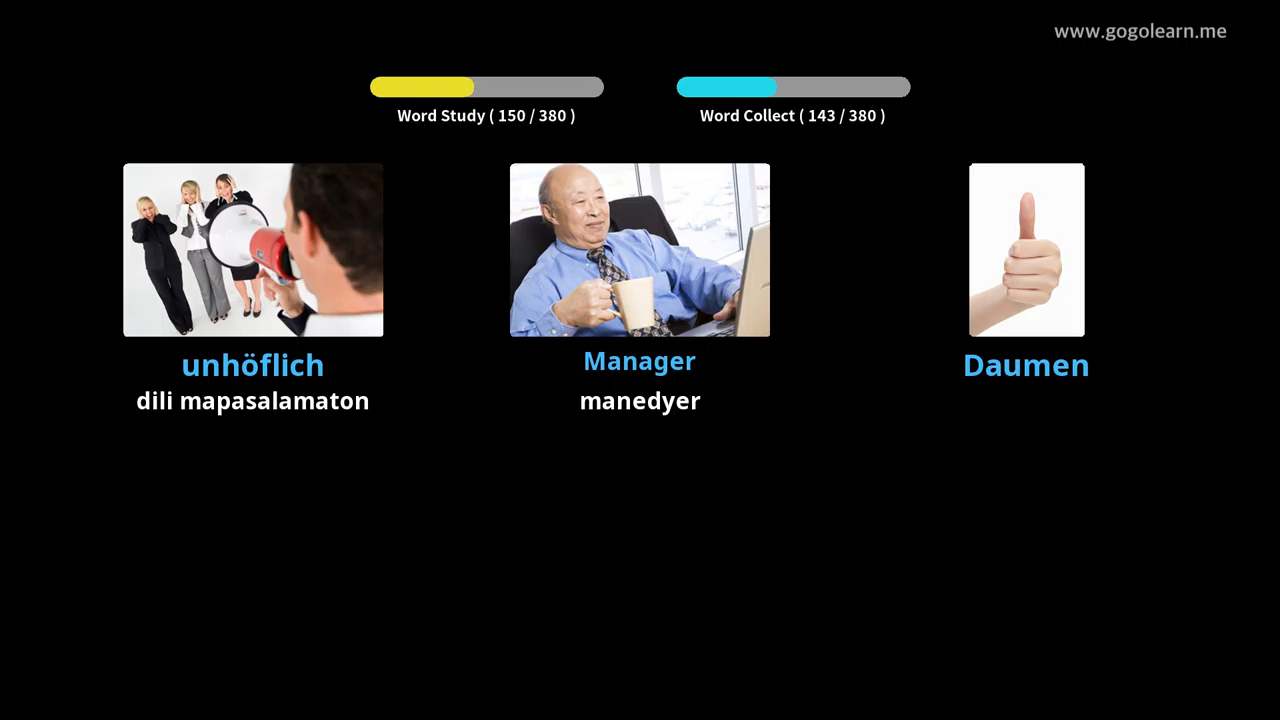 www.gogolearn.me
Word Study ( 150 / 380 )
Word Collect ( 143 / 380 )
unhöflich
dili mapasalamaton
Manager
manedyer
Daumen